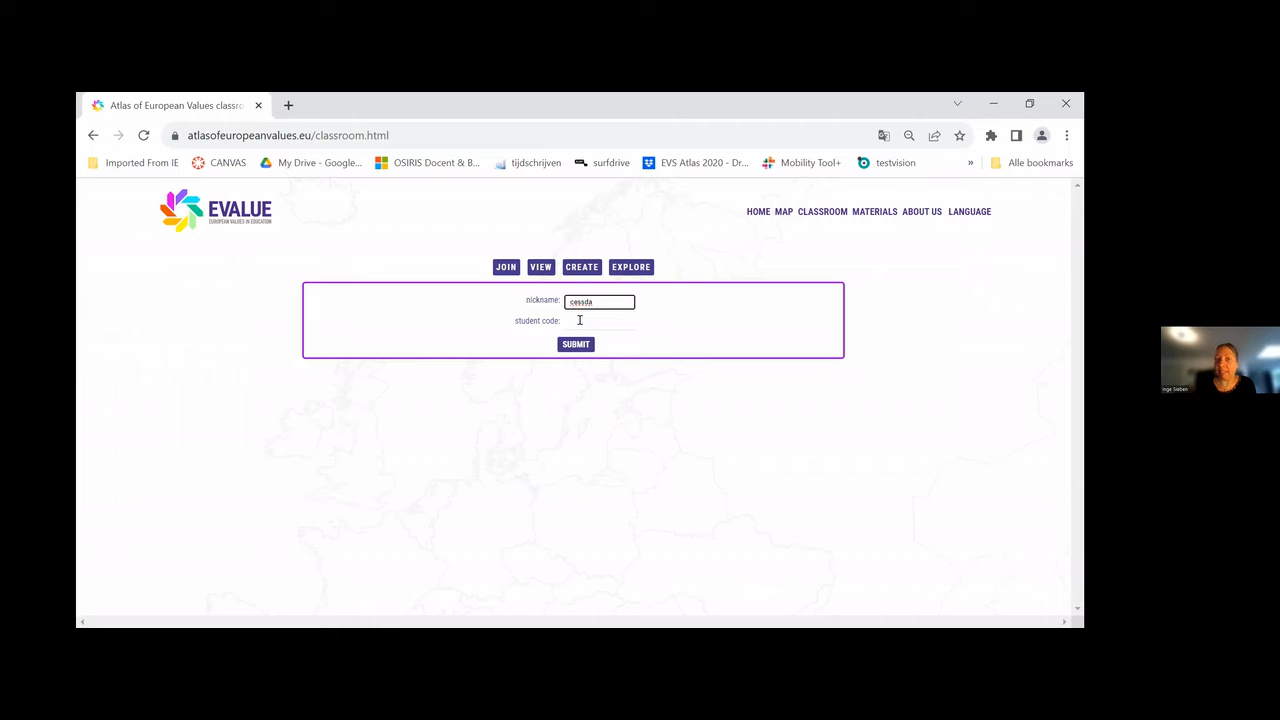 Atlas of European Values classro
atlasofeuropeanvalues.eu/classroom.html
Imported From IE CANVAS My Drive - Google... OSIRIS Docent & B... tijdschrijven surfdrive EVS Atlas 2020 - Dr... Mobility Tool+ testvision » Alle bookmarks
EVALUE
EUROPEAN VALUES IN EDUCATION
HOME MAP CLASSROOM MATERIALS ABOUT US LANGUAGE
JOIN VIEW CREATE EXPLORE
nickname: cessda
student code:
SUBMIT
Inge Sieben